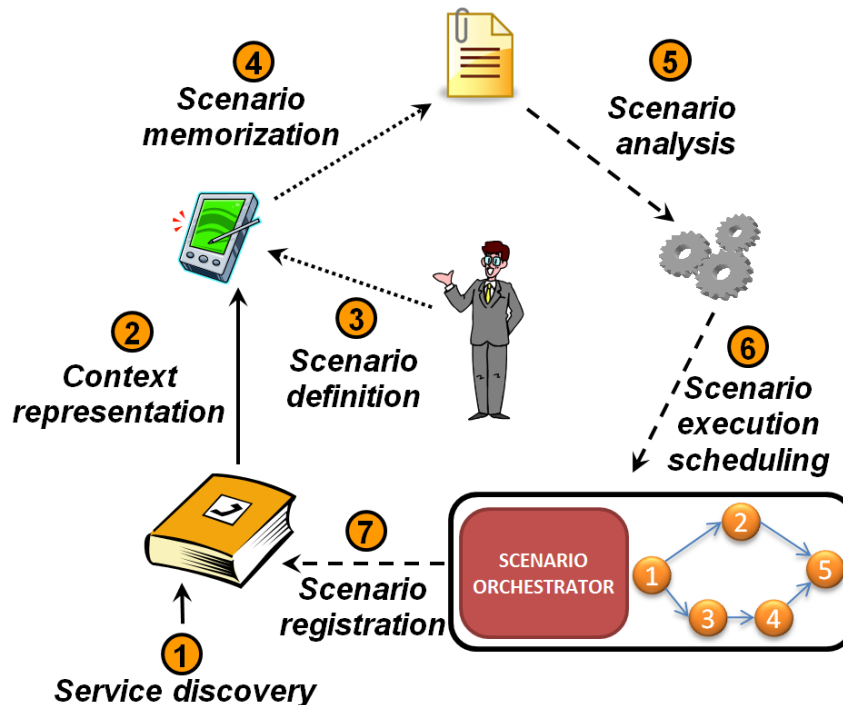 4
Scenario
memorization
5
Scenario
analysis
2
Context
representation
3
Scenario
definition
6
Scenario
execution
scheduling
7
Scenario
registration
SCENARIO
ORCHESTRATOR
1
2
3
4
5
1
Service discovery